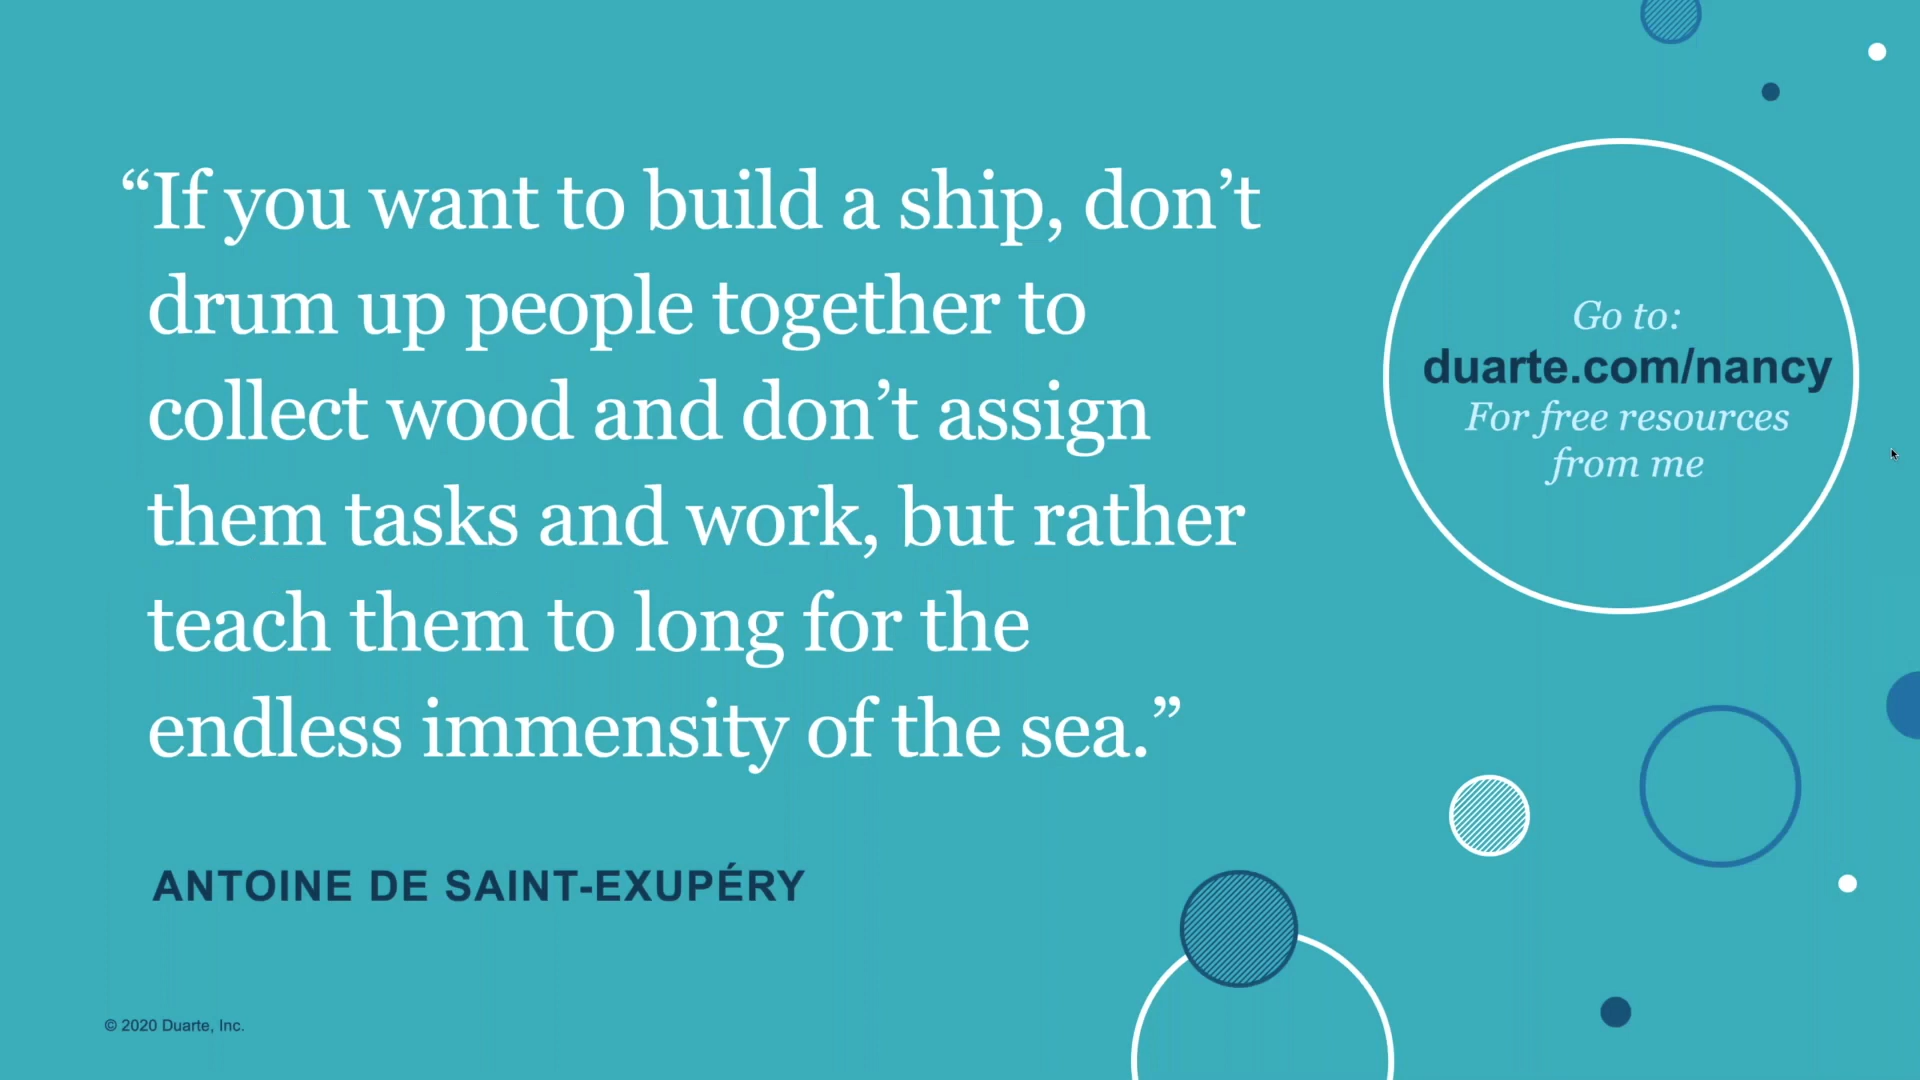 “If you want to build a ship, don’t
drum up people together to
collect wood and don’t assign
them tasks and work, but rather
teach them to long for the
endless immensity of the sea.”
ANTOINE DE SAINT-EXUPÉRY
Go to:
duarte.com/nancy
For free resources
from me
© 2020 Duarte, Inc.